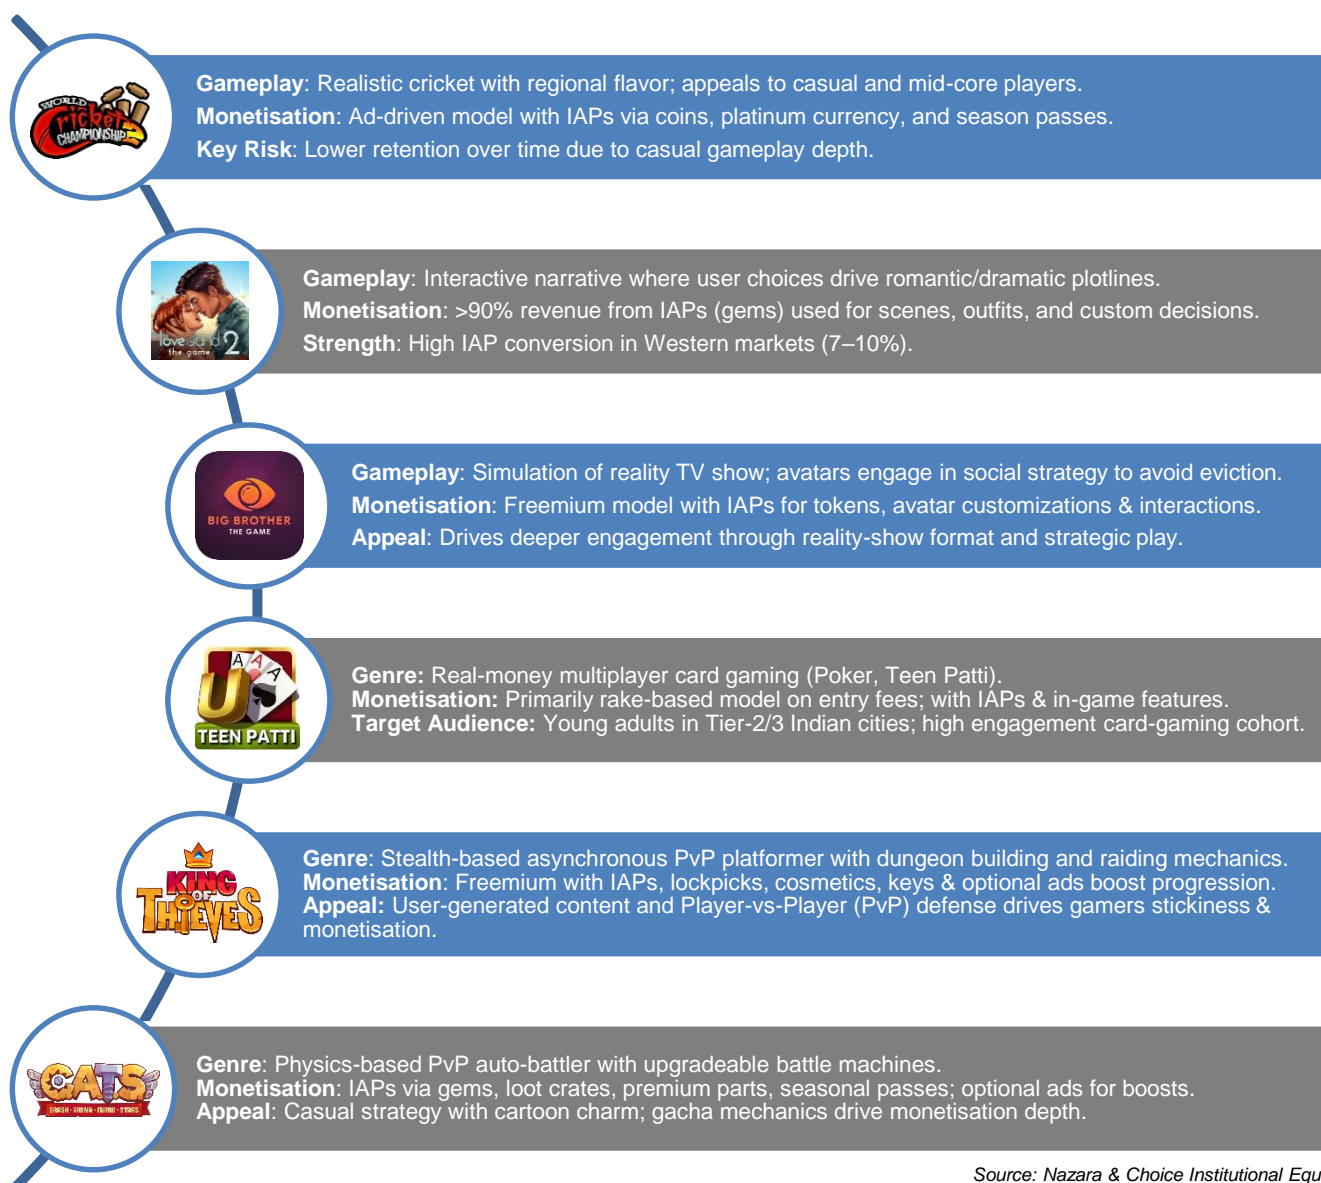 WORLD
Cricket
CHAMPIONSHIP 2
Gameplay: Realistic cricket with regional flavor; appeals to casual and mid-core players.
Monetisation: Ad-driven model with IAPs via coins, platinum currency, and season passes.
Key Risk: Lower retention over time due to casual gameplay depth.
love island 2
the game
Gameplay: Interactive narrative where user choices drive romantic/dramatic plotlines.
Monetisation: >90% revenue from IAPs (gems) used for scenes, outfits, and custom decisions.
Strength: High IAP conversion in Western markets (7–10%).
BIG BROTHER
THE GAME
Gameplay: Simulation of reality TV show; avatars engage in social strategy to avoid eviction.
Monetisation: Freemium model with IAPs for tokens, avatar customizations & interactions.
Appeal: Drives deeper engagement through reality-show format and strategic play.
A A A
U
TEEN PATTI
Genre: Real-money multiplayer card gaming (Poker, Teen Patti).
Monetisation: Primarily rake-based model on entry fees; with IAPs & in-game features.
Target Audience: Young adults in Tier-2/3 Indian cities; high engagement card-gaming cohort.
KING
OF
THIEVES
Genre: Stealth-based asynchronous PvP platformer with dungeon building and raiding mechanics.
Monetisation: Freemium with IAPs, lockpicks, cosmetics, keys & optional ads boost progression.
Appeal: User-generated content and Player-vs-Player (PvP) defense drives gamers stickiness &
monetisation.
CATS
CRASH · ARENA · TURBO · STARS
Genre: Physics-based PvP auto-battler with upgradeable battle machines.
Monetisation: IAPs via gems, loot crates, premium parts, seasonal passes; optional ads for boosts.
Appeal: Casual strategy with cartoon charm; gacha mechanics drive monetisation depth.
Source: Nazara & Choice Institutional Equ